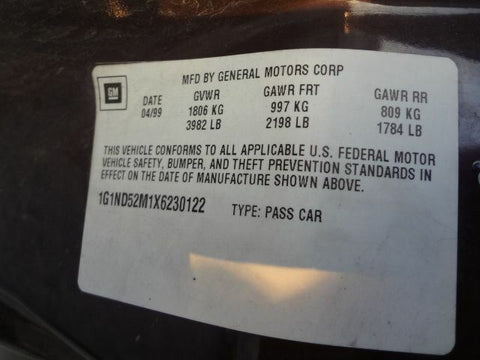 MFD BY GENERAL MOTORS CORP
GM
DATE GVWR GAWR FRT GAWR RR
04/99 1806 KG 997 KG 809 KG
3982 LB 2198 LB 1784 LB
THIS VEHICLE CONFORMS TO ALL APPLICABLE U.S. FEDERAL MOTOR
VEHICLE SAFETY, BUMPER, AND THEFT PREVENTION STANDARDS IN
EFFECT ON THE DATE OF MANUFACTURE SHOWN ABOVE.
1G1ND52M1X6230122 TYPE: PASS CAR